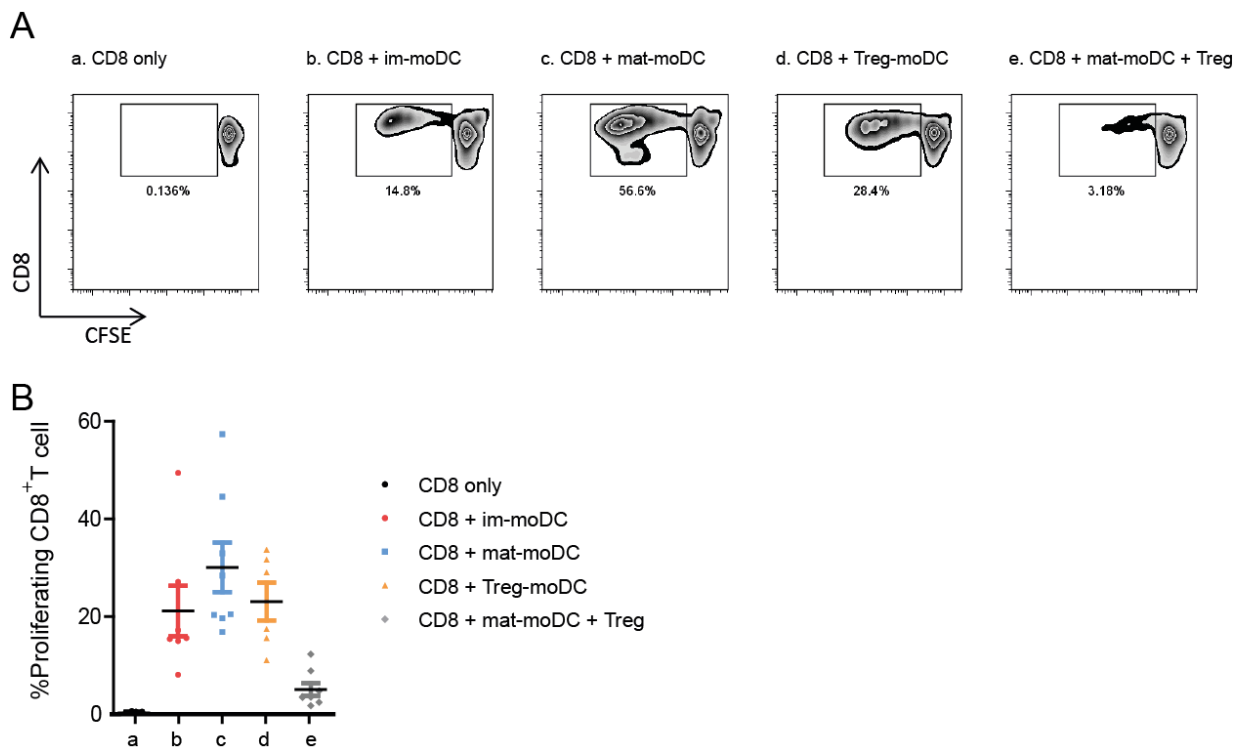 A
a. CD8 only
b. CD8 + im-moDC
c. CD8 + mat-moDC
d. CD8 + Treg-moDC
e. CD8 + mat-moDC + Treg
CD8
0.136%
14.8%
56.6%
28.4%
3.18%
CFSE
B
%Proliferating CD8⁺T cell
60
40
20
0
a
b
c
d
e
CD8 only
CD8 + im-moDC
CD8 + mat-moDC
CD8 + Treg-moDC
CD8 + mat-moDC + Treg